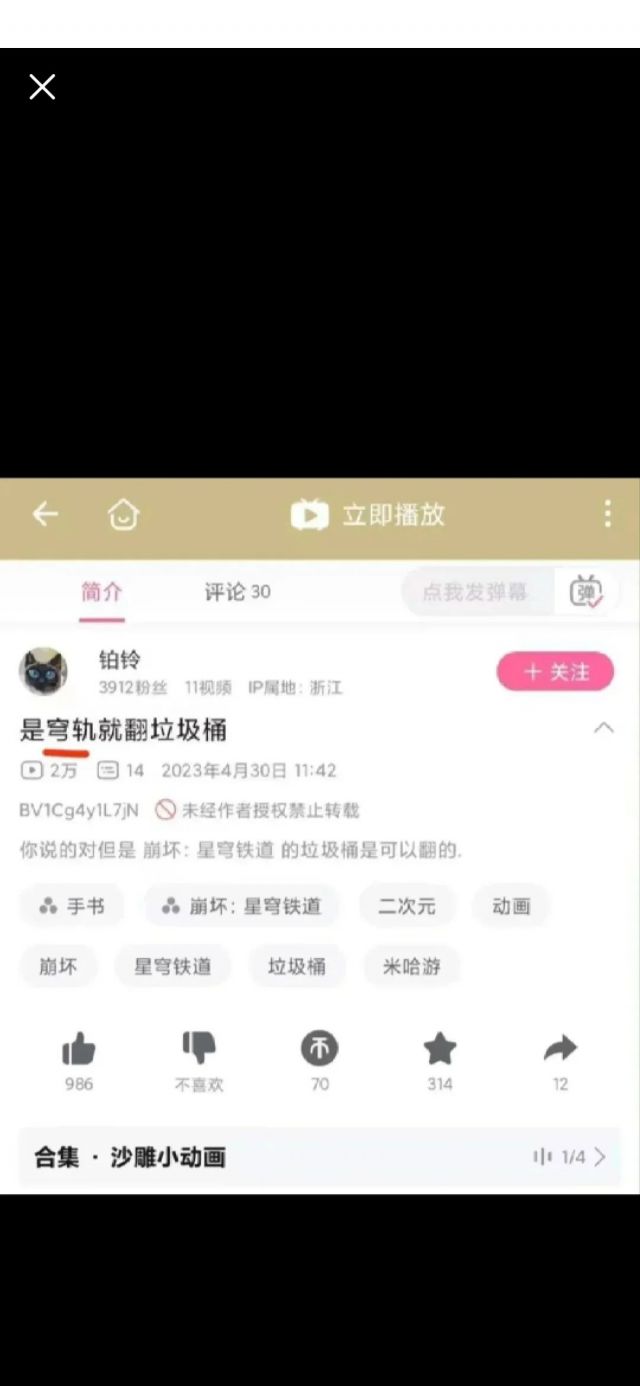 立即播放
简介 评论 30 点我发弹幕 弹
铂铃
3912粉丝 11视频 IP属地：浙江
+ 关注
是穹轨就翻垃圾桶
2万 14 2023年4月30日 11:42
BV1Cg4y1L7jN 未经作者授权禁止转载
你说的对但是 崩坏：星穹铁道 的垃圾桶是可以翻的.
手书 崩坏：星穹铁道 二次元 动画
崩坏 星穹铁道 垃圾桶 米哈游
986 不喜欢 70 314 12
合集 · 沙雕小动画 1/4